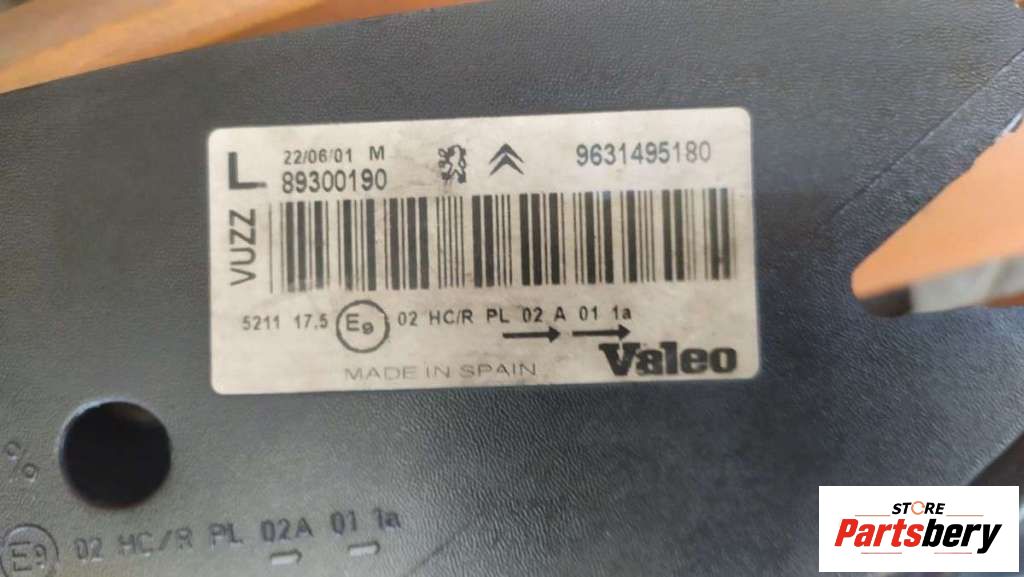 L
22/06/01 M
89300190
9631495180
VUZZ
5211 17,5 E9 02 HC/R PL 02 A 01 1a
MADE IN SPAIN
Valeo
%
E9 02 HC/R PL 02A 01 1a
STORE
Partsbery